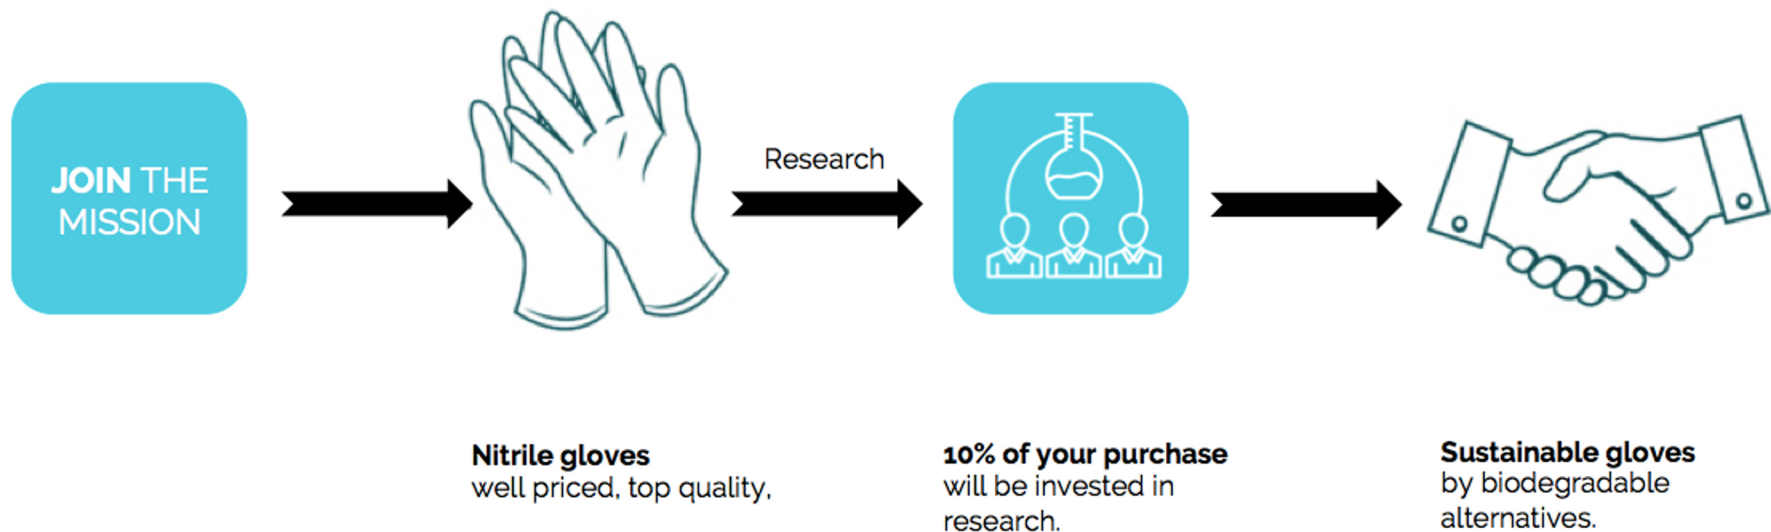 JOIN THE
MISSION
Research
Nitrile gloves
well priced, top quality,
10% of your purchase
will be invested in
research.
Sustainable gloves
by biodegradable
alternatives.